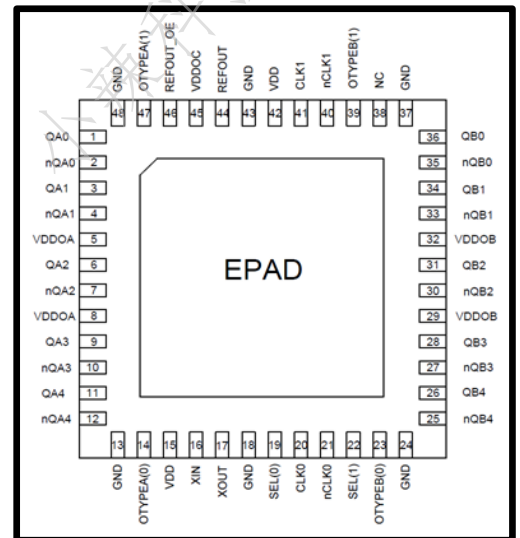 GND OTYPEA(1) REFOUT_OE VDDOC REFOUT GND VDD CLK1 nCLK1 OTYPEB(1) NC GND
48 47 46 45 44 43 42 41 40 39 38 37
QA0 1 36 QB0
nQA0 2 35 nQB0
QA1 3 34 QB1
nQA1 4 33 nQB1
VDDOA 5 32 VDDOB
QA2 6 31 QB2
nQA2 7 30 nQB2
VDDOA 8 29 VDDOB
QA3 9 28 QB3
nQA3 10 27 nQB3
QA4 11 26 QB4
nQA4 12 25 nQB4
EPAD
13 14 15 16 17 18 19 20 21 22 23 24
GND OTYPEA(0) VDD XIN XOUT GND SEL(0) CLK0 nCLK0 SEL(1) OTYPEB(0) GND